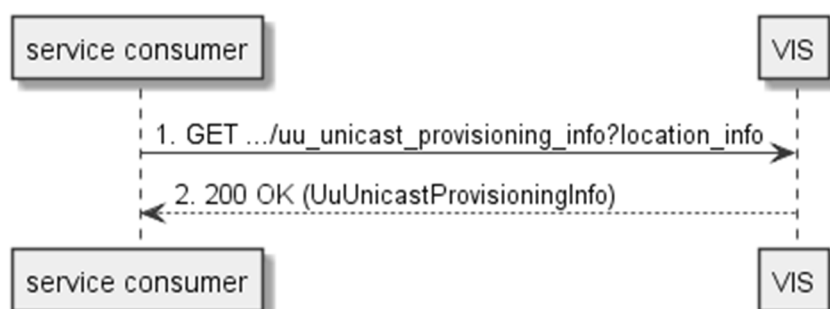 service consumer
VIS
1. GET .../uu_unicast_provisioning_info?location_info
2. 200 OK (UuUnicastProvisioningInfo)
service consumer
VIS